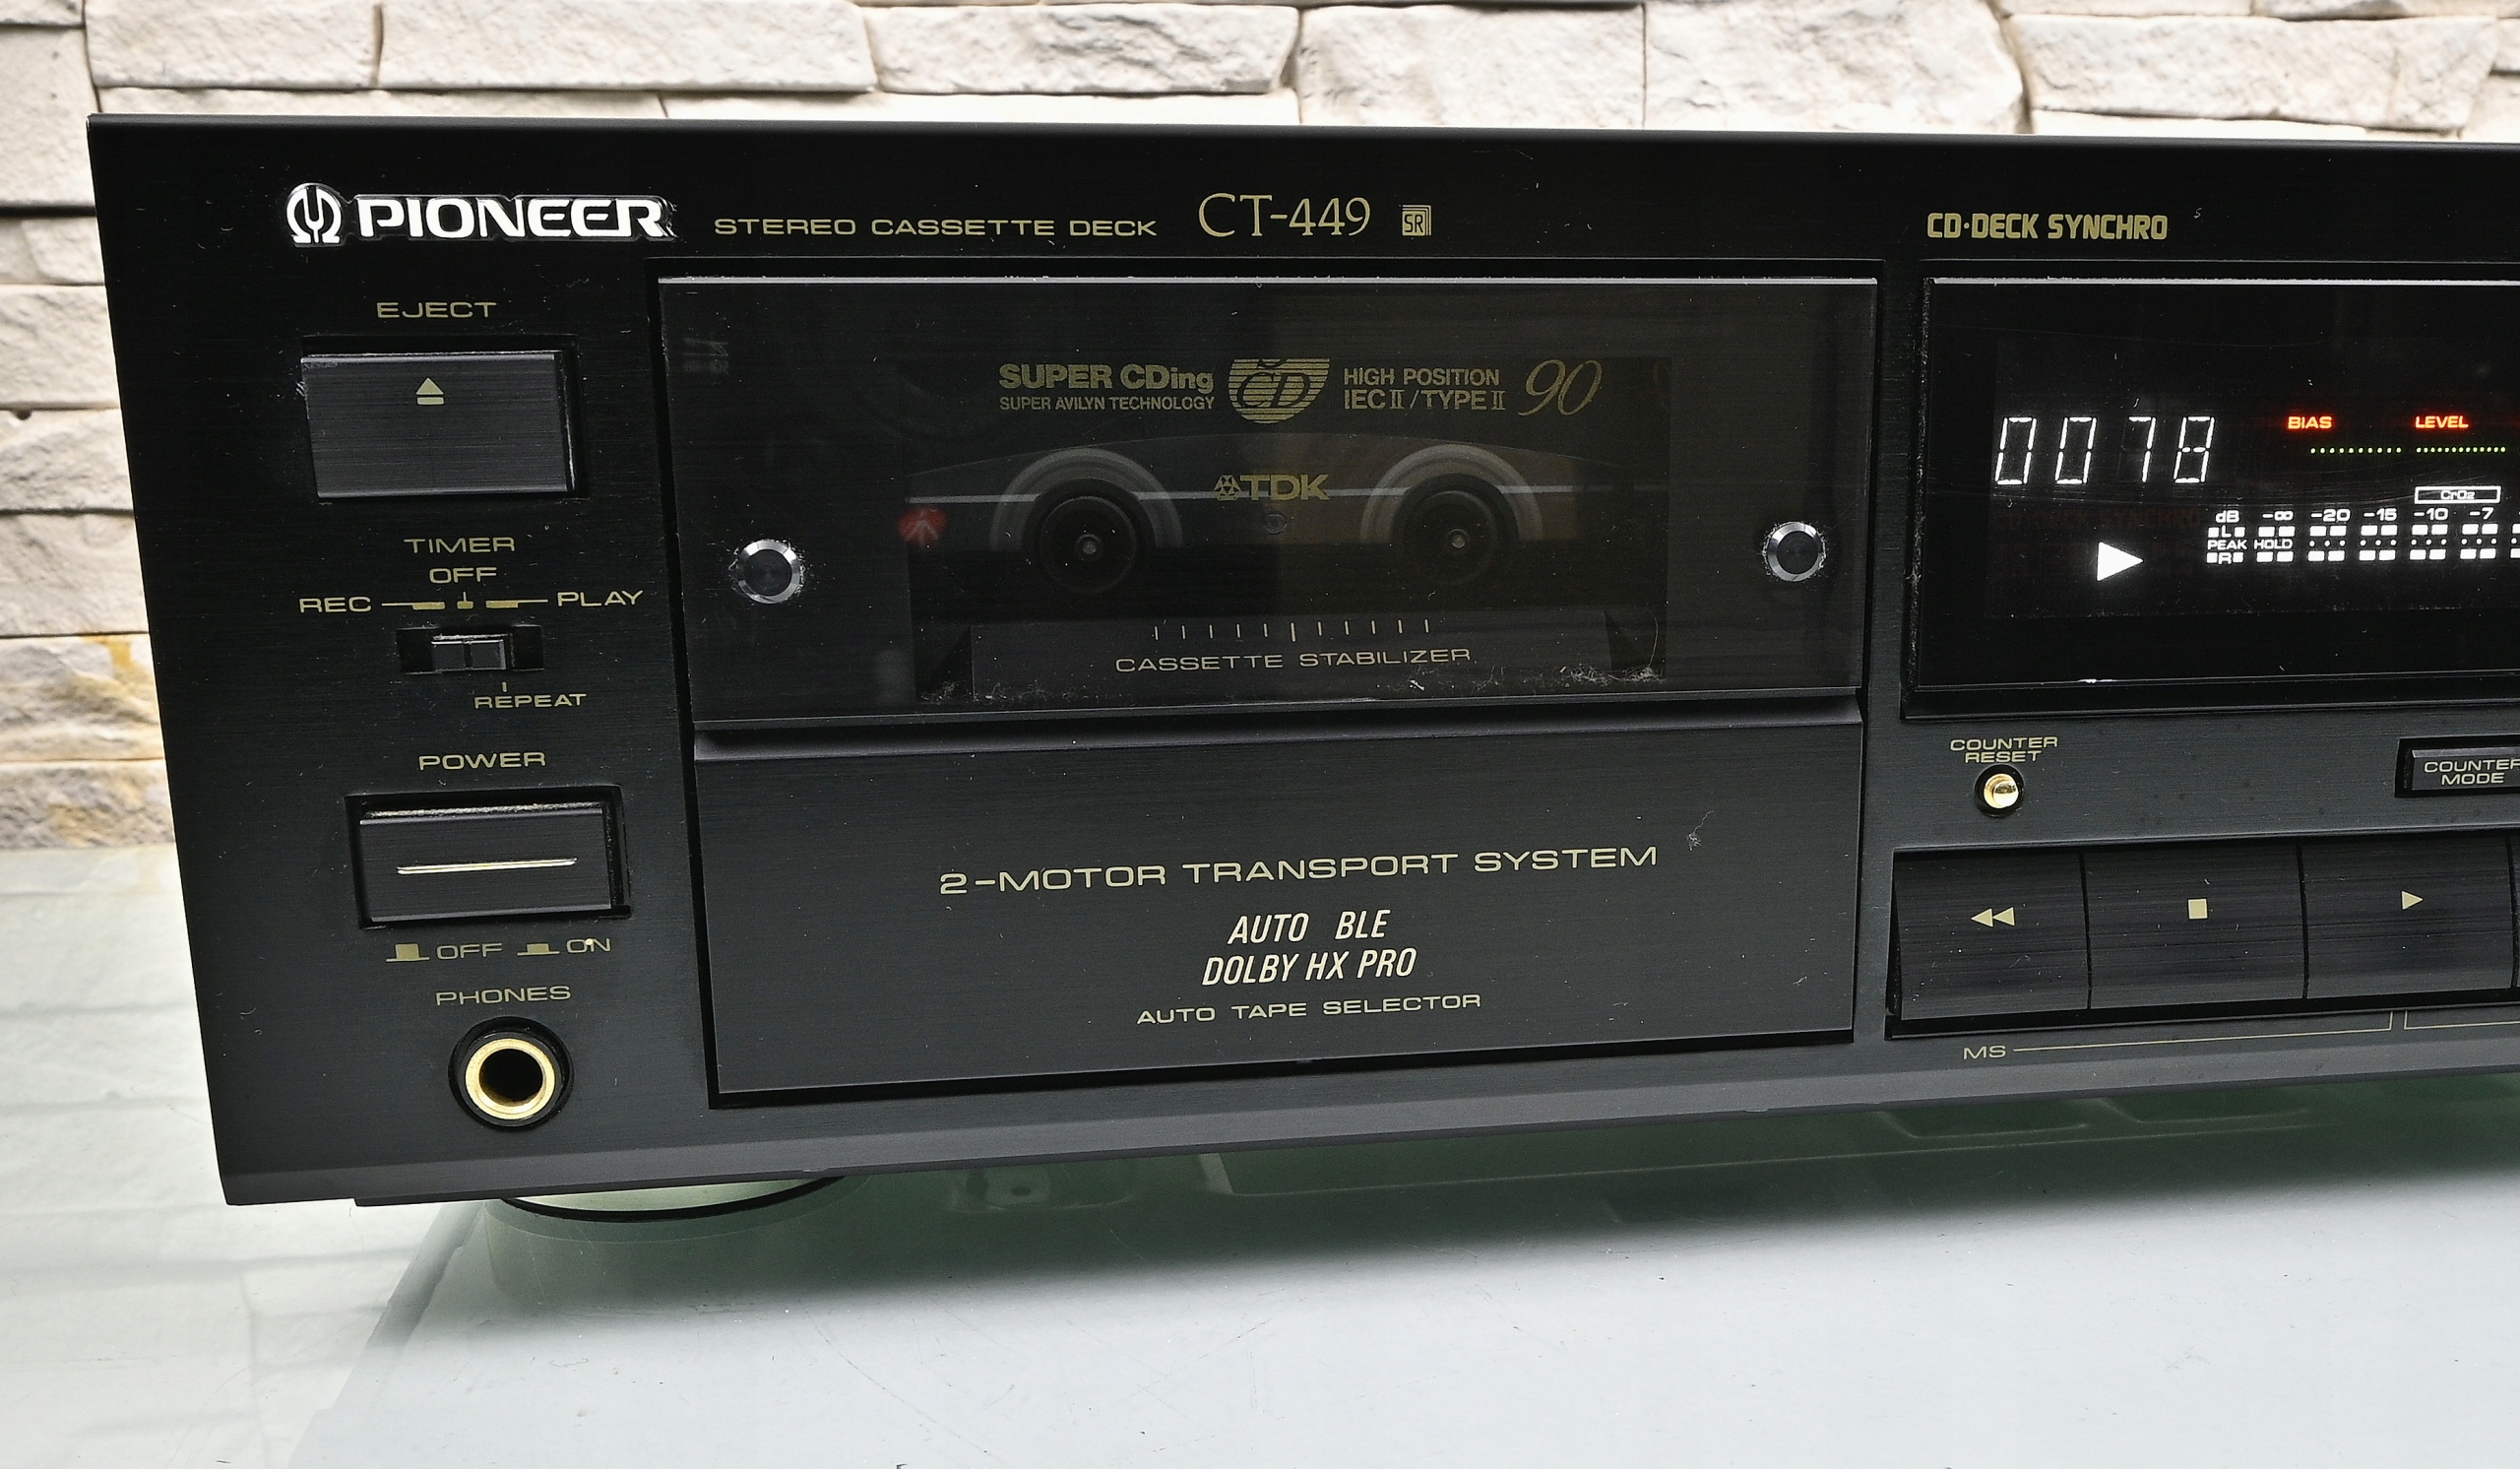 PIONEER STEREO CASSETTE DECK CT-449 SR
CD·DECK SYNCHRO
EJECT
TIMER
OFF
REC PLAY
REPEAT
POWER
OFF ON
PHONES
SUPER CDing CD HIGH POSITION 90
SUPER AVILYN TECHNOLOGY IEC II/TYPE II
TDK
CASSETTE STABILIZER
2-MOTOR TRANSPORT SYSTEM
AUTO BLE
DOLBY HX PRO
AUTO TAPE SELECTOR
0078
BIAS LEVEL
CrO2
dB -∞ -20 -15 -10 -7
L
PEAK HOLD
R
COUNTER
RESET
COUNTER
MODE
MS